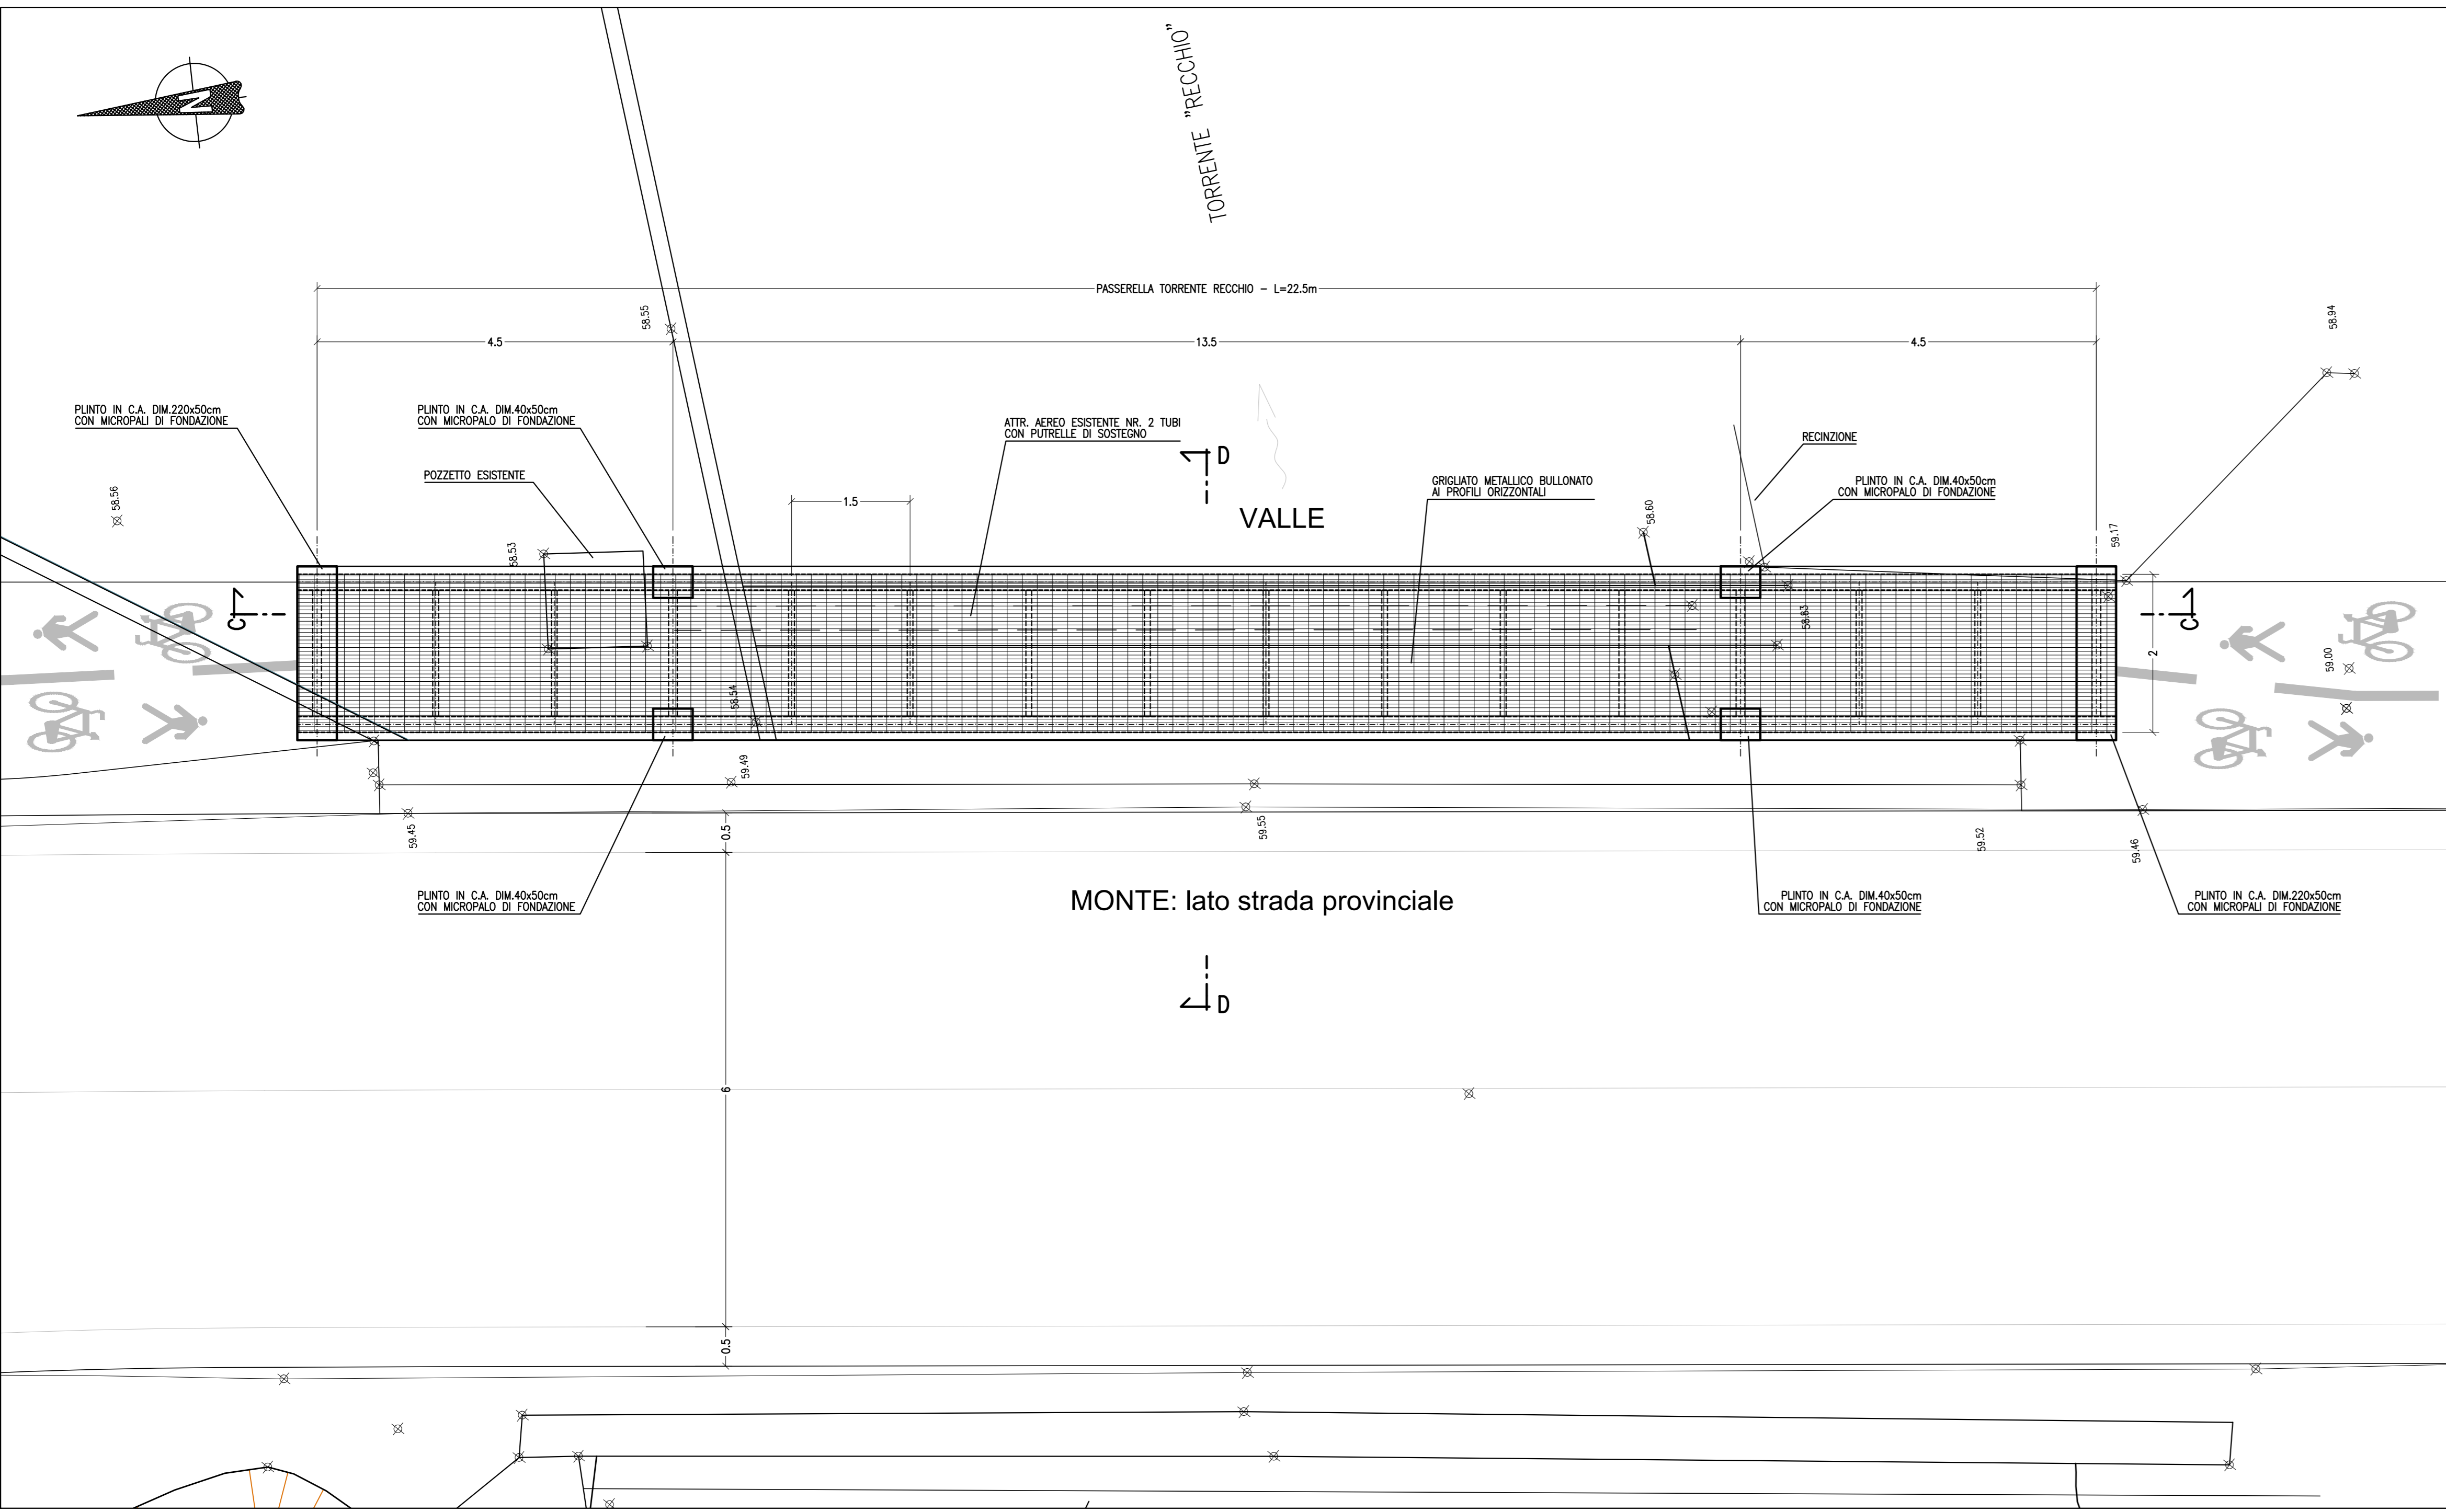 N
TORRENTE "RECCHIO"
PASSERELLA TORRENTE RECCHIO – L=22.5m
58.55
58.94
4.5
13.5
4.5
PLINTO IN C.A. DIM.220x50cm
CON MICROPALI DI FONDAZIONE
PLINTO IN C.A. DIM.40x50cm
CON MICROPALO DI FONDAZIONE
ATTR. AEREO ESISTENTE NR. 2 TUBI
CON PUTRELLE DI SOSTEGNO
D
RECINZIONE
POZZETTO ESISTENTE
GRIGLIATO METALLICO BULLONATO
AI PROFILI ORIZZONTALI
PLINTO IN C.A. DIM.40x50cm
CON MICROPALO DI FONDAZIONE
58.56
1.5
VALLE
58.60
59.17
58.53
C
58.83
C
2
59.00
58.54
59.49
59.45
0.5
59.55
59.52
59.46
PLINTO IN C.A. DIM.40x50cm
CON MICROPALO DI FONDAZIONE
MONTE: lato strada provinciale
PLINTO IN C.A. DIM.40x50cm
CON MICROPALO DI FONDAZIONE
PLINTO IN C.A. DIM.220x50cm
CON MICROPALI DI FONDAZIONE
D
6
0.5